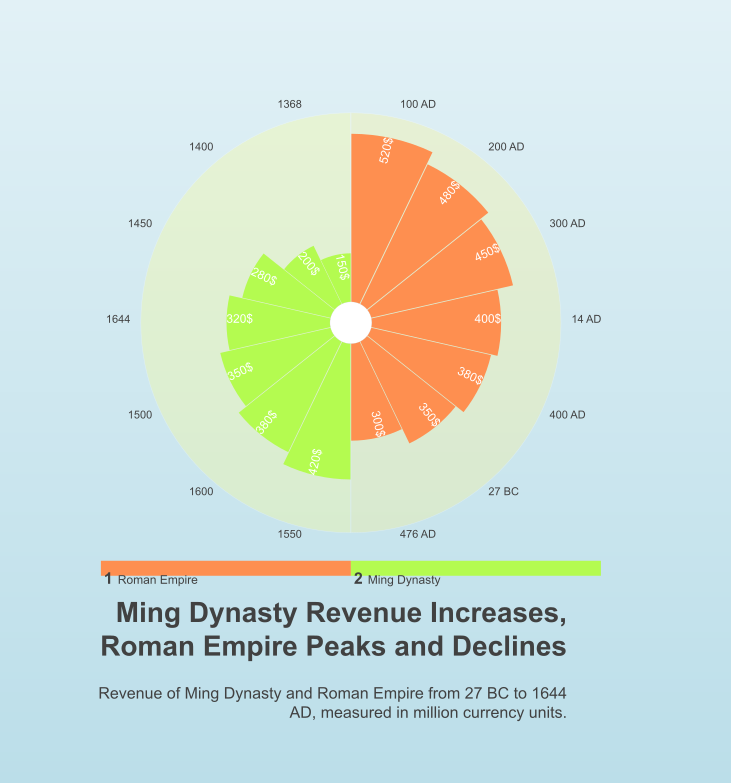 1368
100 AD
1400
200 AD
1450
300 AD
1644
14 AD
1500
400 AD
1600
27 BC
1550
476 AD
520$
480$
450$
400$
380$
350$
300$
420$
380$
350$
320$
280$
200$
150$
1 Roman Empire
2 Ming Dynasty
Ming Dynasty Revenue Increases,
Roman Empire Peaks and Declines
Revenue of Ming Dynasty and Roman Empire from 27 BC to 1644
AD, measured in million currency units.